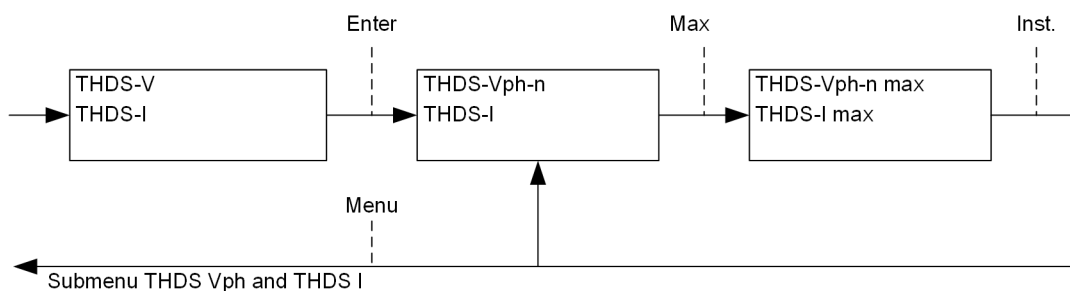 Enter
Max
Inst.
THDS-V
THDS-I
THDS-Vph-n
THDS-I
THDS-Vph-n max
THDS-I max
Menu
Submenu THDS Vph and THDS I